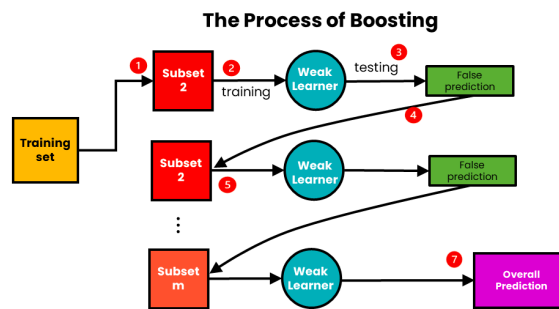 The Process of Boosting
1
Subset
2
2
training
Weak
Learner
3
testing
False
prediction
4
Training
set
Subset
2
5
Weak
Learner
False
prediction
...
Subset
m
Weak
Learner
7
Overall
Prediction